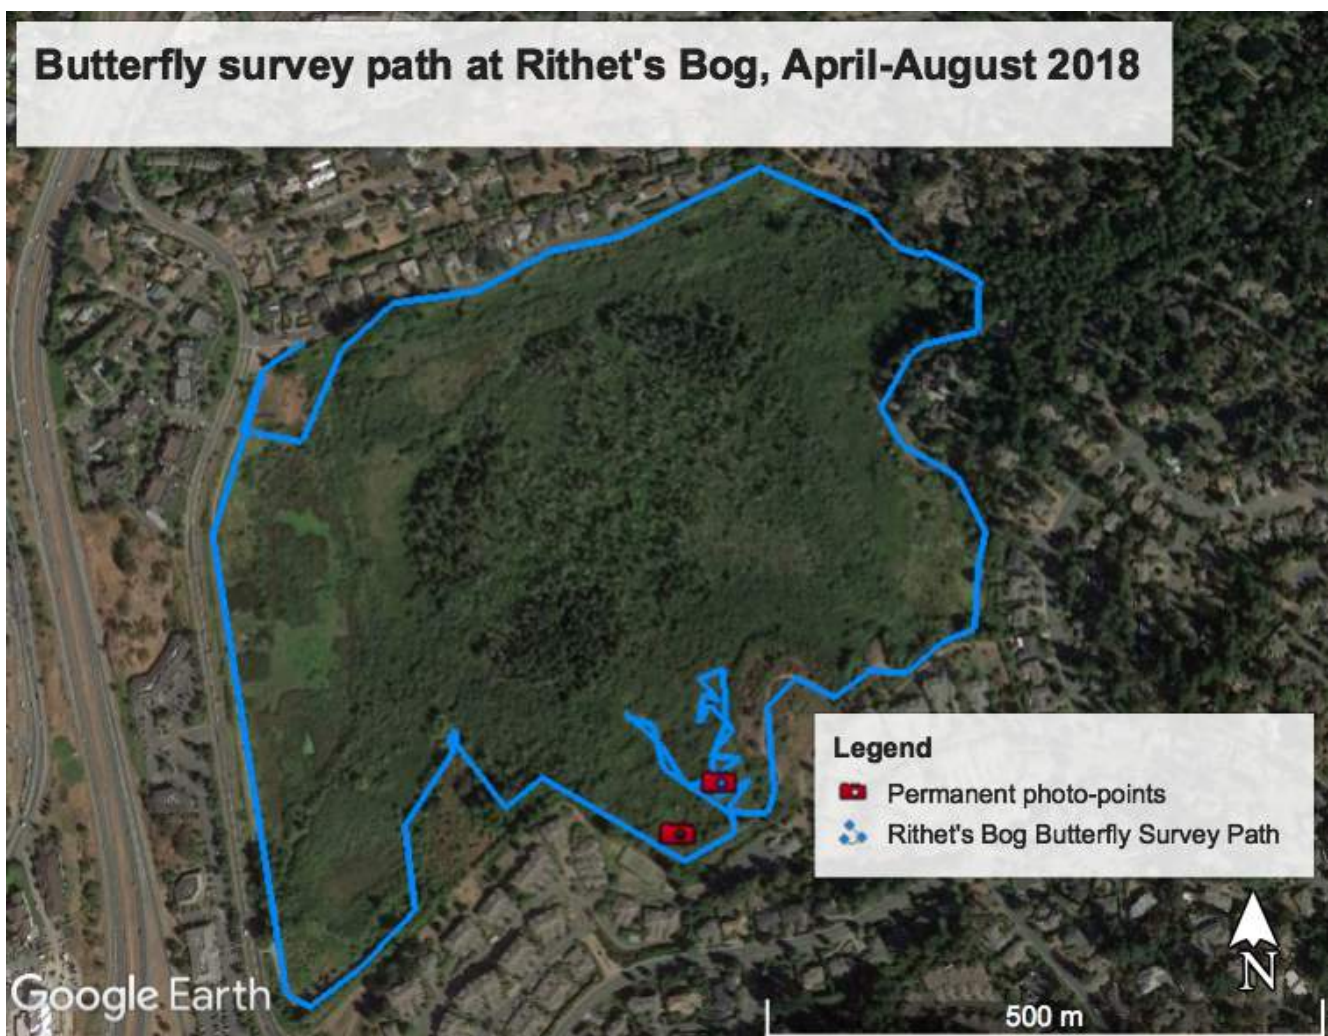 Butterfly survey path at Rithet's Bog, April-August 2018
Legend
Permanent photo-points
Rithet's Bog Butterfly Survey Path
N
Google Earth
500 m